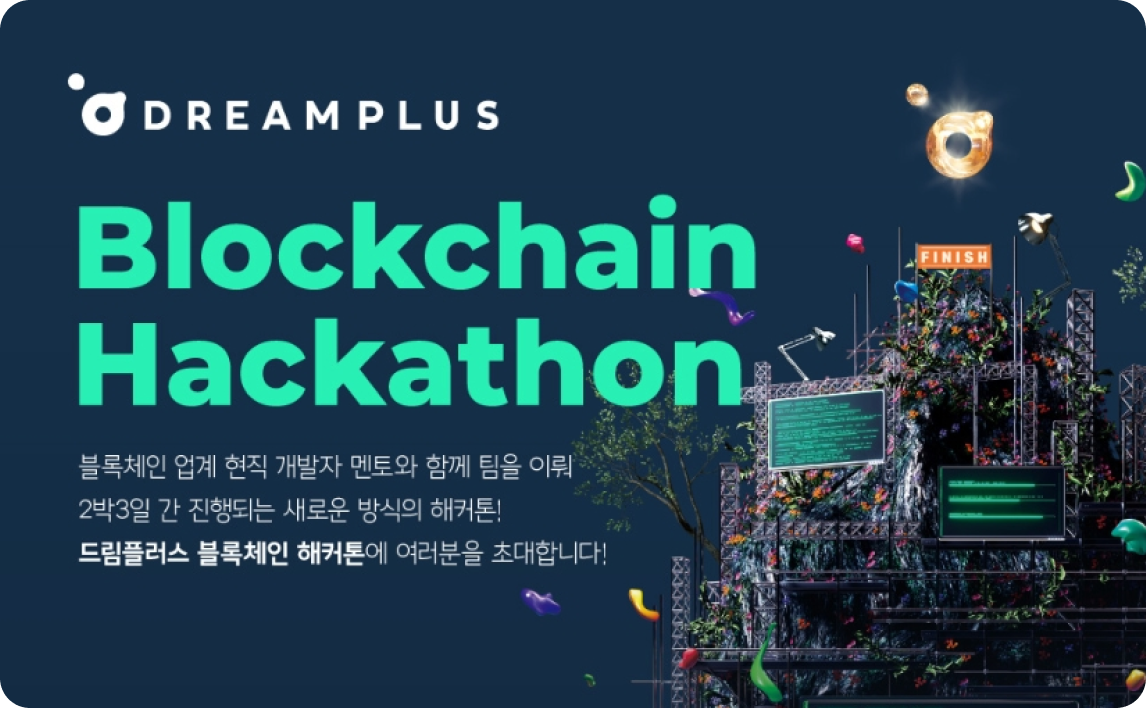 DREAMPLUS
Blockchain
Hackathon
블록체인 업계 현직 개발자 멘토와 함께 팀을 이뤄
2박3일 간 진행되는 새로운 방식의 해커톤!
드림플러스 블록체인 해커톤에 여러분을 초대합니다!
FINISH